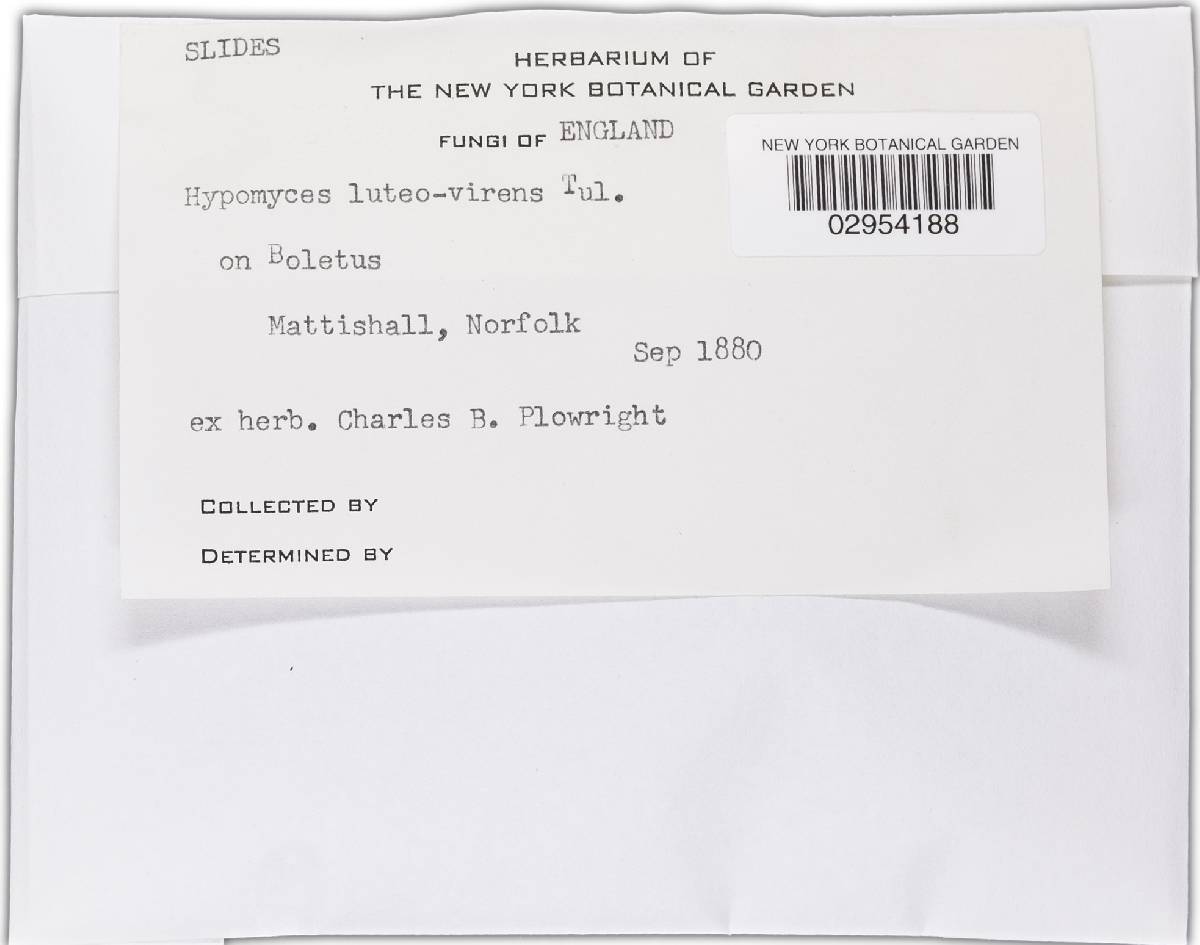 SLIDES
HERBARIUM OF
THE NEW YORK BOTANICAL GARDEN
FUNGI OF ENGLAND
NEW YORK BOTANICAL GARDEN
02954188
Hypomyces luteo-virens Tul.
on Boletus
Mattishall, Norfolk
Sep 1880
ex herb. Charles B. Plowright
COLLECTED BY
DETERMINED BY